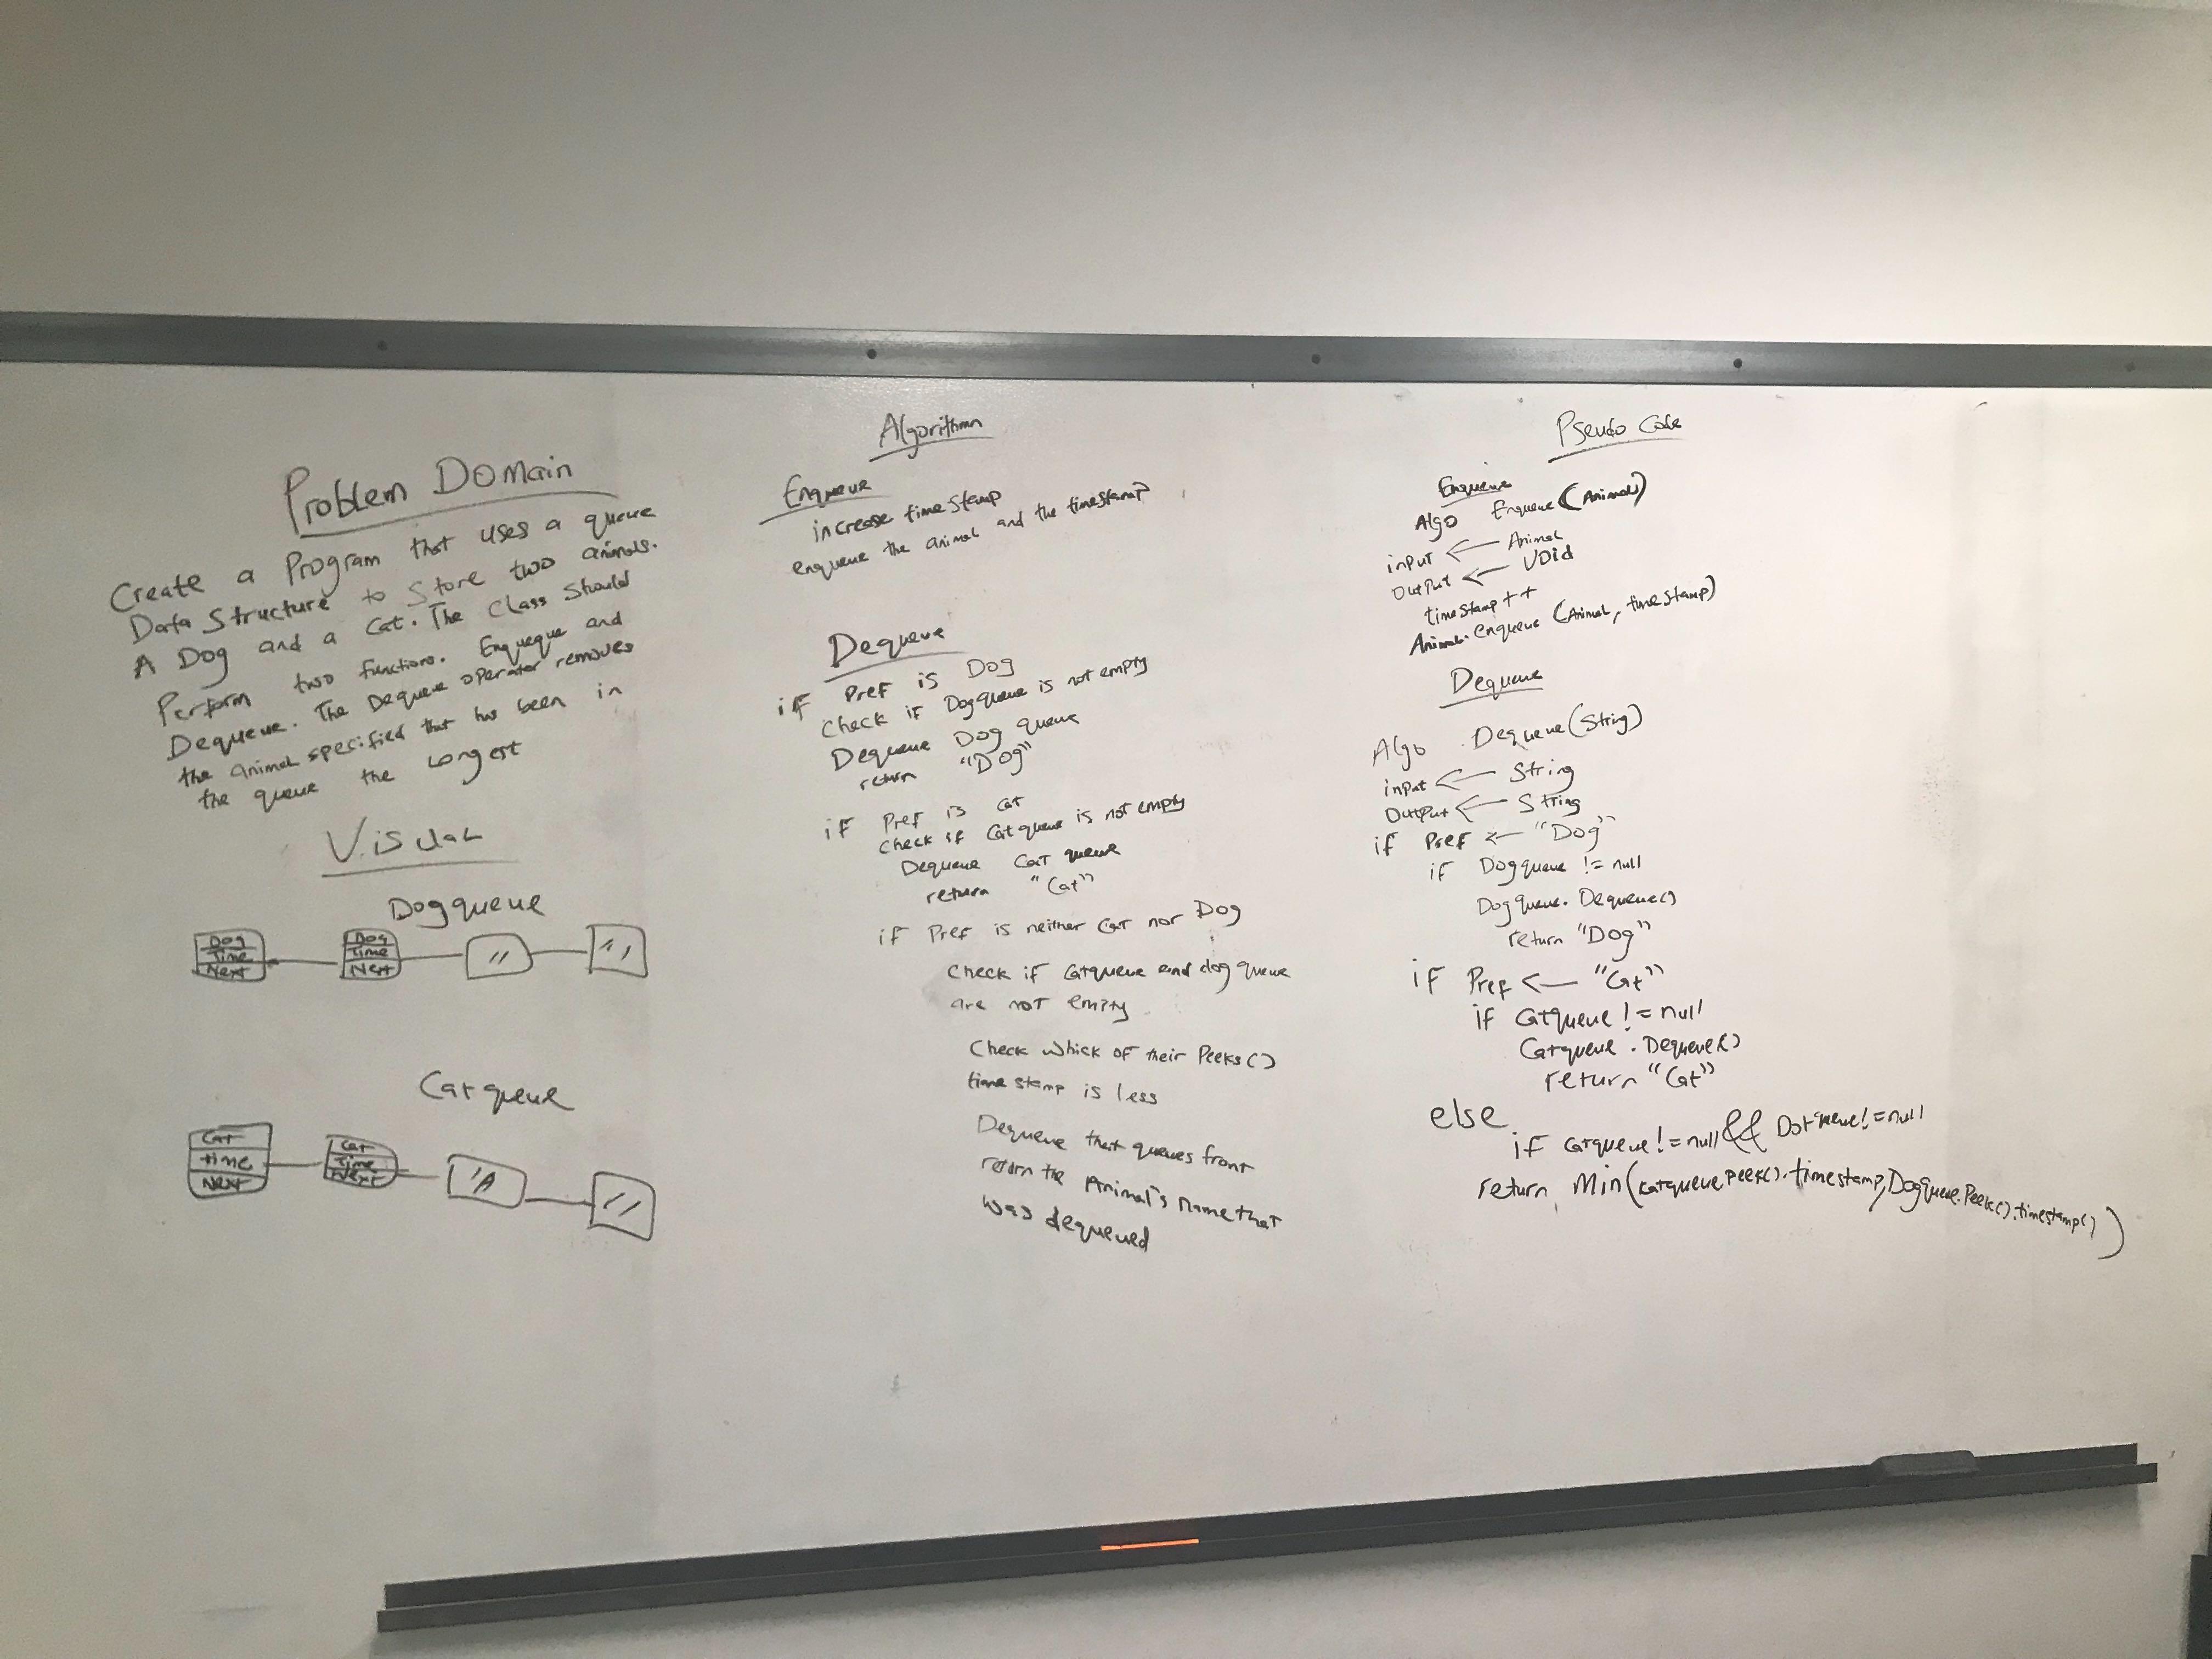 Problem Domain
Create a Program that uses a queue
Data Structure to Store two animals.
A Dog and a Cat. The Class Should
Perform two functions. Enqueque and
Dequeue. The Dequeue operator removes
the animal specified that has been in
the queue the longest
Visual
Dogqueue
Dog
Time
Next
Dog
Time
Next
//
//
Catqueue
Cat
time
Next
Cat
Time
Next
//
Algorithm
Enqueue
increase timeStamp
enqueue the animal and the timestamp
Dequeue
if Pref is Dog
check if Dogqueue is not empty
Dequeue Dog queue
return "Dog"
if Pref is cat
check if Catqueue is not empty
Dequeue Cat queue
return "Cat"
if Pref is neither Cat nor Dog
Check if Catqueue and dog queue
are not empty
Check which of their Peeks()
time stamp is less
Dequeue that queues front
return the Animal's name that
was dequeued
Pseudo Code
Enqueue
Algo Enqueue(Animal)
input <— Animal
Output <— Void
timeStamp++
Animal.enqueue (Animal, timeStamp)
Dequeue
Algo Dequeue(String)
input <— String
Output <— String
if Pref <— "Dog"
if Dogqueue != null
Dogqueue.Dequeue()
return "Dog"
if Pref <— "Cat"
if Catqueue != null
Catqueue.Dequeue()
return "Cat"
else
if Catqueue != null && != null
return Min(Catqueue Peek().timestamp, Dogqueue.Peek().timestamp())